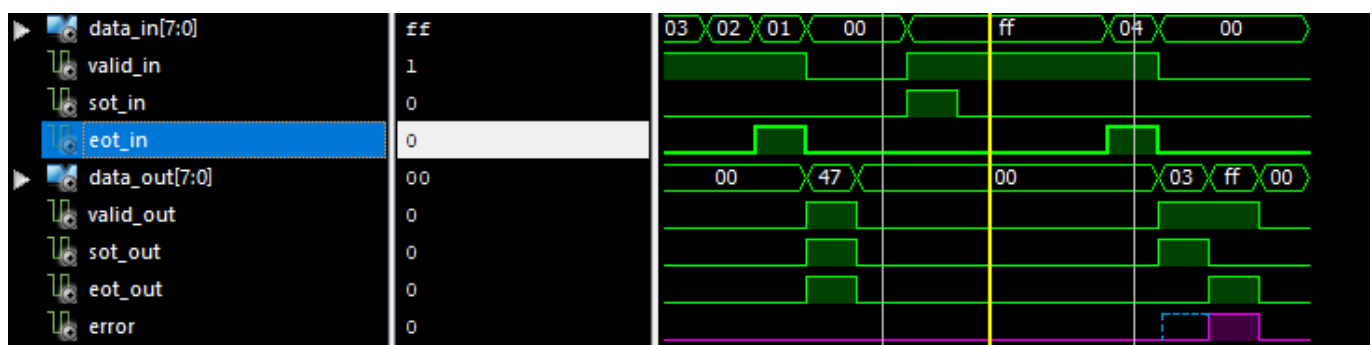 data_in[7:0] ff 03 02 01 00 ff 04 00
valid_in 1
sot_in 0
eot_in 0
data_out[7:0] 00 00 47 00 03 ff 00
valid_out 0
sot_out 0
eot_out 0
error 0